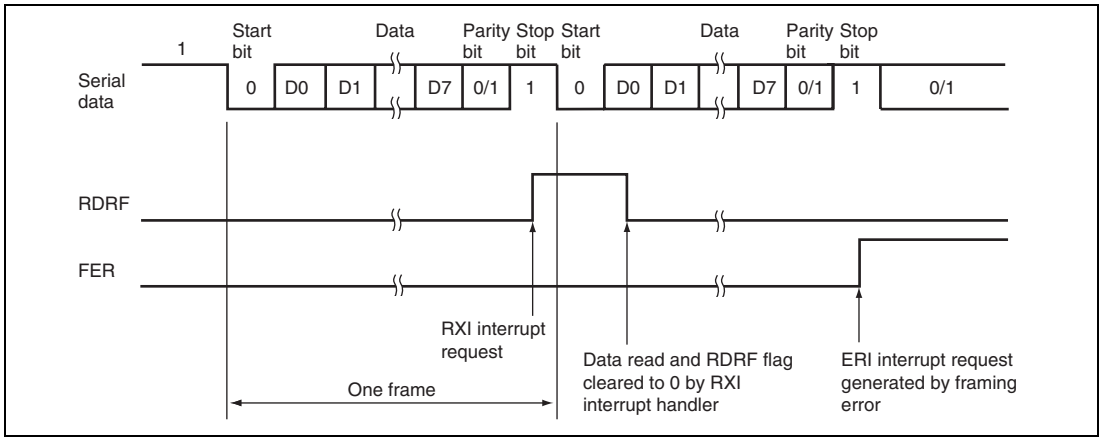 Start Data Parity Stop Start Data Parity Stop
1 bit bit bit bit bit bit
Serial data 0 D0 D1 D7 0/1 1 0 D0 D1 D7 0/1 1 0/1
RDRF
FER
RXI interrupt
request
Data read and RDRF flag
cleared to 0 by RXI
interrupt handler
ERI interrupt request
generated by framing
error
One frame